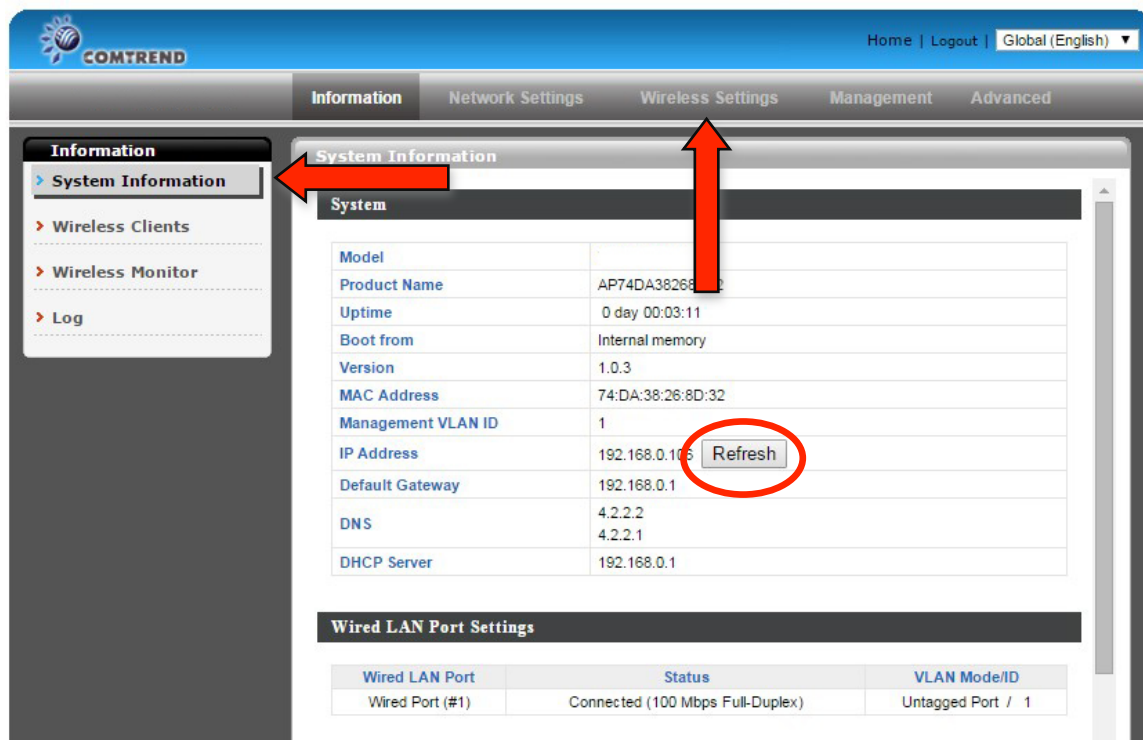 COMTREND
Home | Logout | Global (English) ▼
Information Network Settings Wireless Settings Management Advanced
Information
System Information
Wireless Clients
Wireless Monitor
Log
System Information
System
Model
Product Name
Uptime 0 day 00:03:11
Boot from Internal memory
Version 1.0.3
MAC Address 74:DA:38:26:8D:32
Management VLAN ID 1
IP Address Refresh
Default Gateway 192.168.0.1
DNS 4.2.2.2
4.2.2.1
DHCP Server 192.168.0.1
Wired LAN Port Settings
Wired LAN Port Status VLAN Mode/ID
Wired Port (#1) Connected (100 Mbps Full-Duplex) Untagged Port / 1